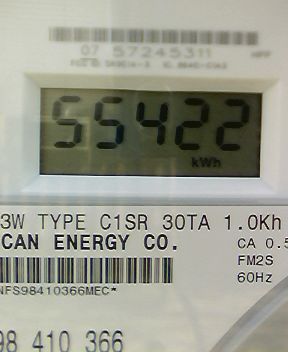 07 57245311
55422
kWh
3W TYPE C1SR 30TA 1.0Kh
CAN ENERGY CO.
CA 0.5
FM2S
60Hz
NFS98410366MEC*
98 410 366